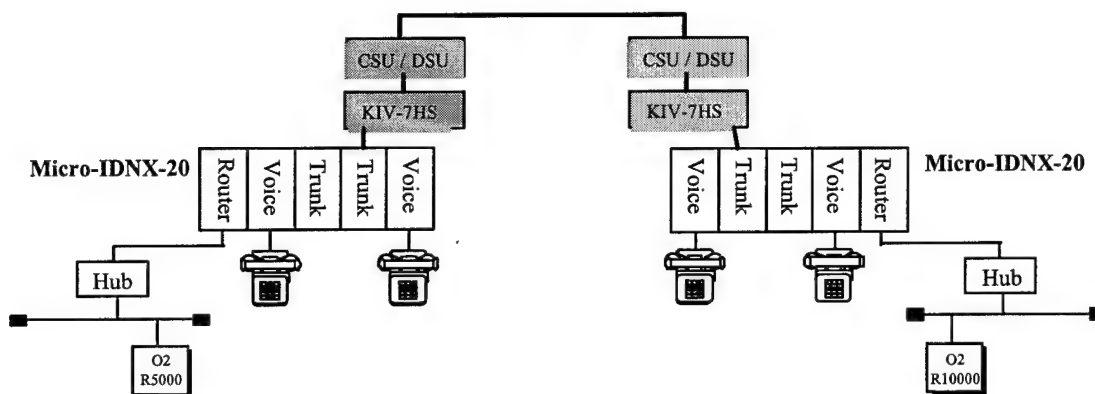 CSU / DSU
CSU / DSU
KIV-7HS
KIV-7HS
Micro-IDNX-20
Router
Voice
Trunk
Trunk
Voice
Voice
Trunk
Trunk
Voice
Router
Micro-IDNX-20
Hub
Hub
O2
R5000
O2
R10000